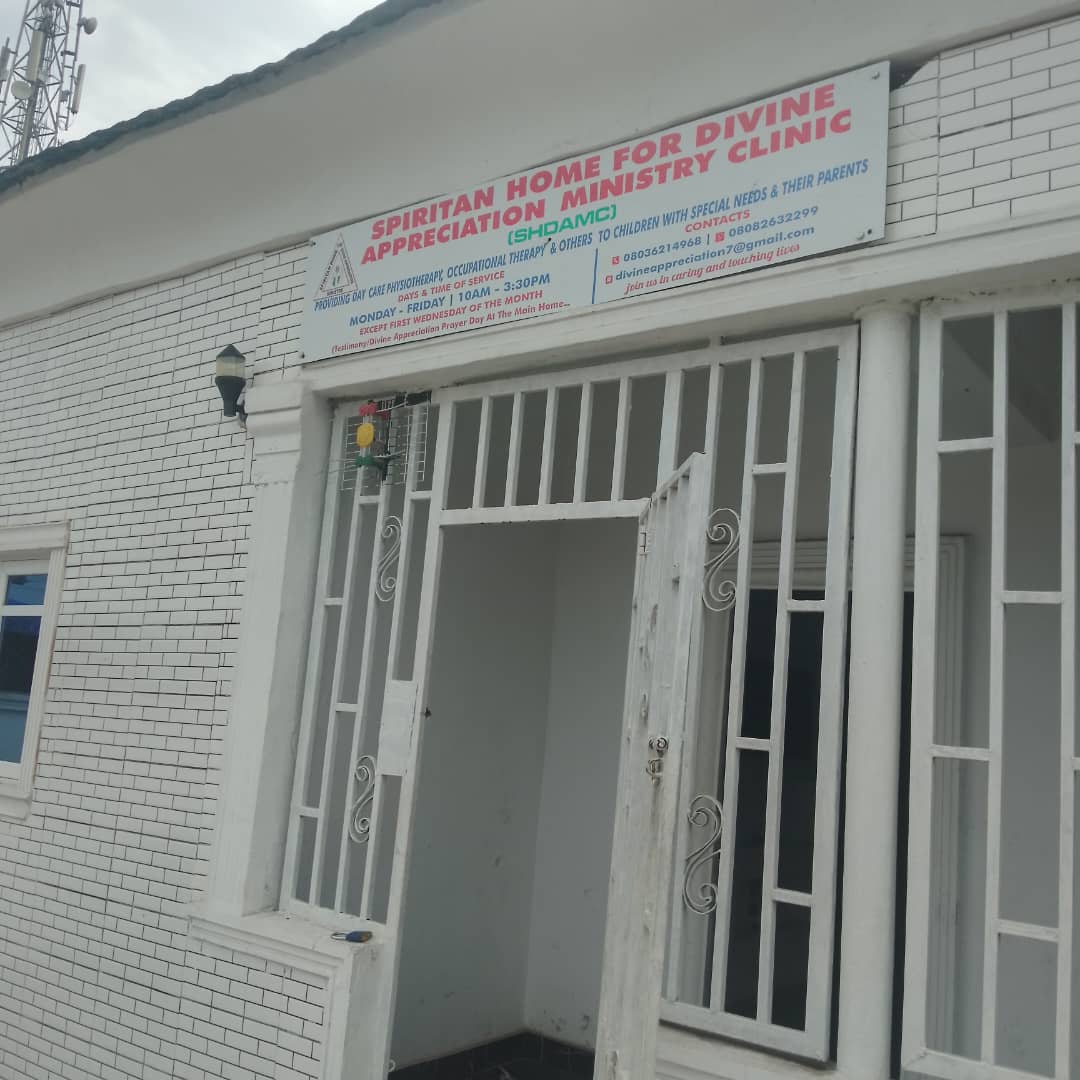 SPIRITAN HOME FOR DIVINE
APPRECIATION MINISTRY CLINIC
(SHDAMC)
PROVIDING DAY CARE PHYSIOTHERAPY, OCCUPATIONAL THERAPY & OTHERS TO CHILDREN WITH SPECIAL NEEDS & THEIR PARENTS
DAYS & TIME OF SERVICE
MONDAY - FRIDAY | 10AM - 3:30PM
EXCEPT FIRST WEDNESDAY OF THE MONTH
(Testimony/Divine Appreciation Prayer Day At The Main Home...
CONTACTS
08036214968 | 08082632299
divineappreciation7@gmail.com
join us in caring and touching lives